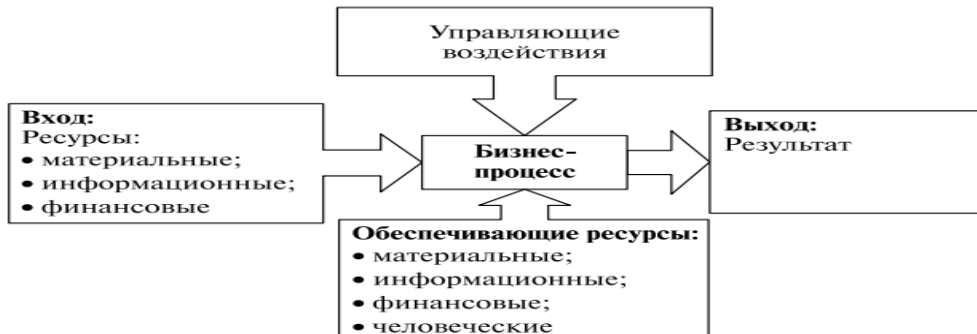 Управляющие
воздействия
Вход:
Ресурсы:
• материальные;
• информационные;
• финансовые
Бизнес-
процесс
Выход:
Результат
Обеспечивающие ресурсы:
• материальные;
• информационные;
• финансовые;
• человеческие